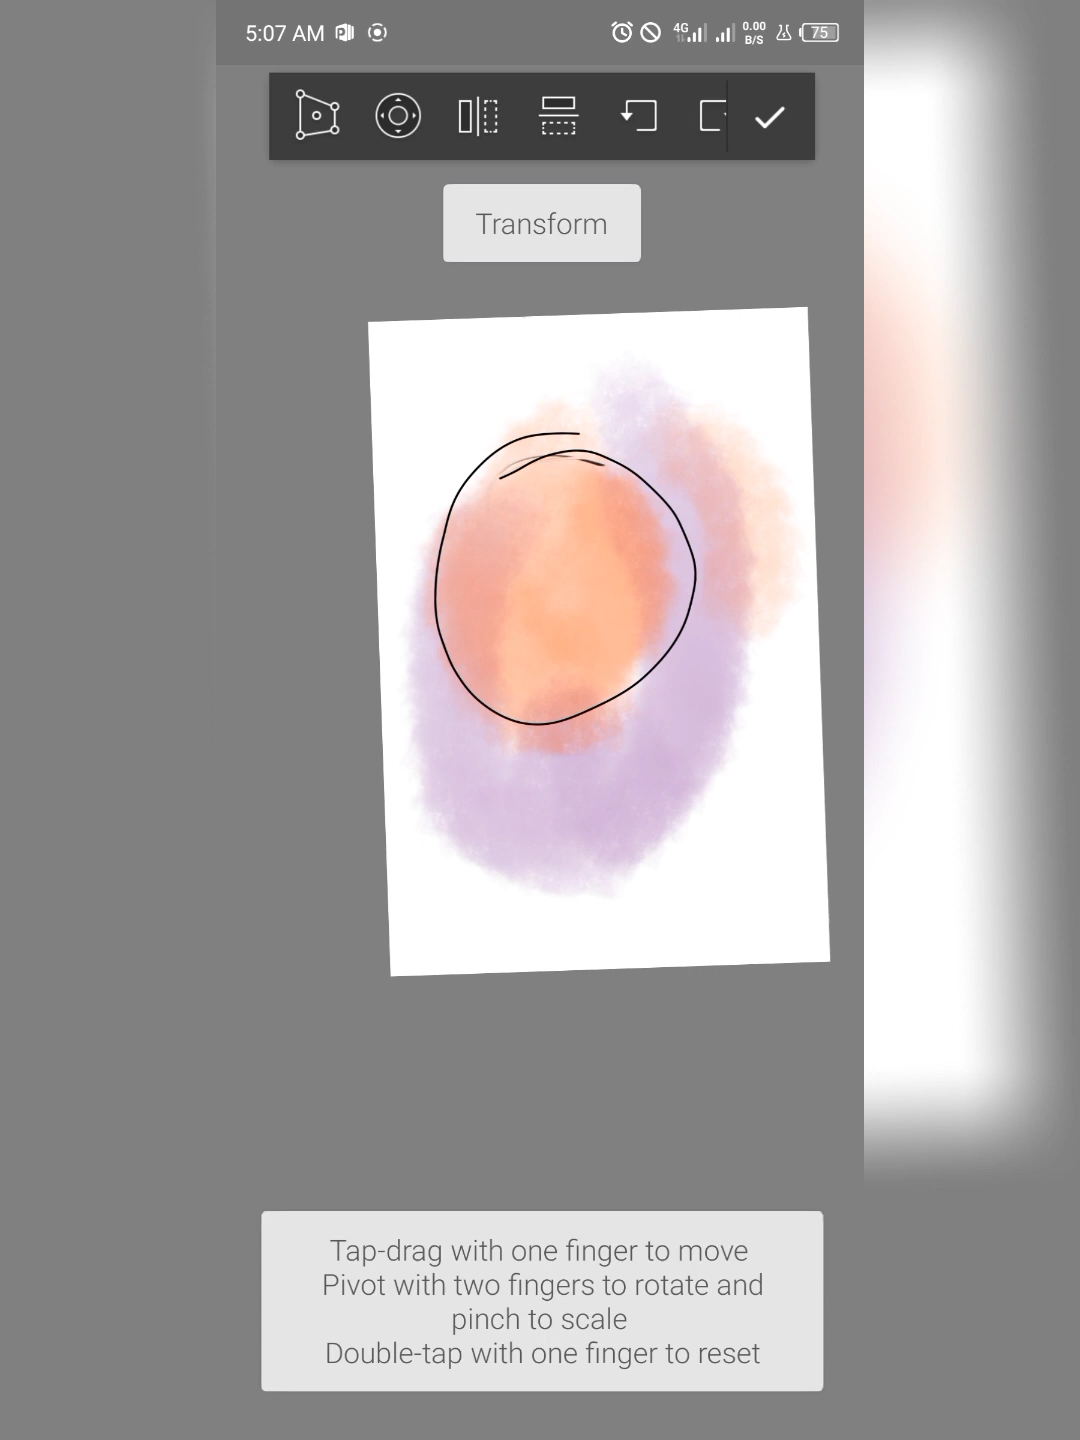 5:07 AM
4G
0.00
B/S
75
Transform
Tap-drag with one finger to move
Pivot with two fingers to rotate and
pinch to scale
Double-tap with one finger to reset